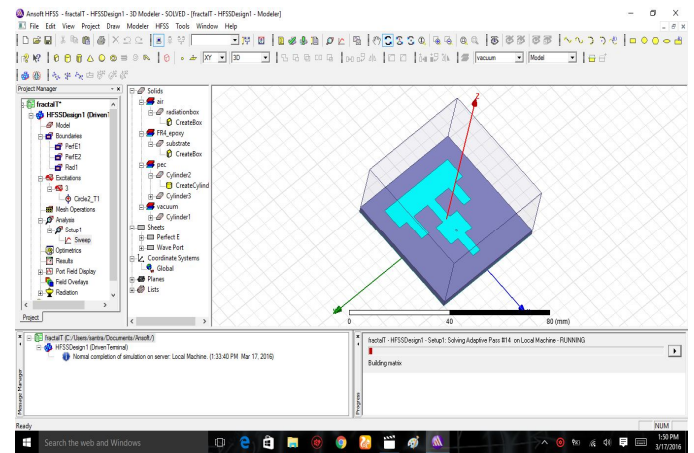 Ansoft HFSS - fractalT - HFSSDesign1 - 3D Modeler - SOLVED - [fractalT - HFSSDesign1 - Modeler]
File Edit View Project Draw Modeler HFSS Tools Window Help
XY
3D
vacuum
Model
Project Manager
fractalT*
HFSSDesign1 (Driven
Model
Boundaries
PerfE1
PerfE2
Rad1
Excitations
3
Circle2_T1
Mesh Operations
Analysis
Setup1
Sweep
Optimetrics
Results
Port Field Display
Field Overlays
Radiation
Project
Solids
air
radiationbox
CreateBox
FR4_epoxy
substrate
CreateBox
pec
Cylinder2
CreateCylind
Cylinder3
vacuum
Cylinder1
Sheets
Perfect E
Wave Port
Coordinate Systems
Global
Planes
Lists
Z
0
40
80 (mm)
Message Manager
fractalT (C:/Users/santra/Documents/Ansoft/)
HFSSDesign1 (DrivenTerminal)
Normal completion of simulation on server: Local Machine. (1:33:40 PM Mar 17, 2016)
Progress
fractalT - HFSSDesign1 - Setup1: Solving Adaptive Pass #14 on Local Machine - RUNNING
Building matrix
Ready
NUM
Search the web and Windows
1:50 PM
3/17/2016